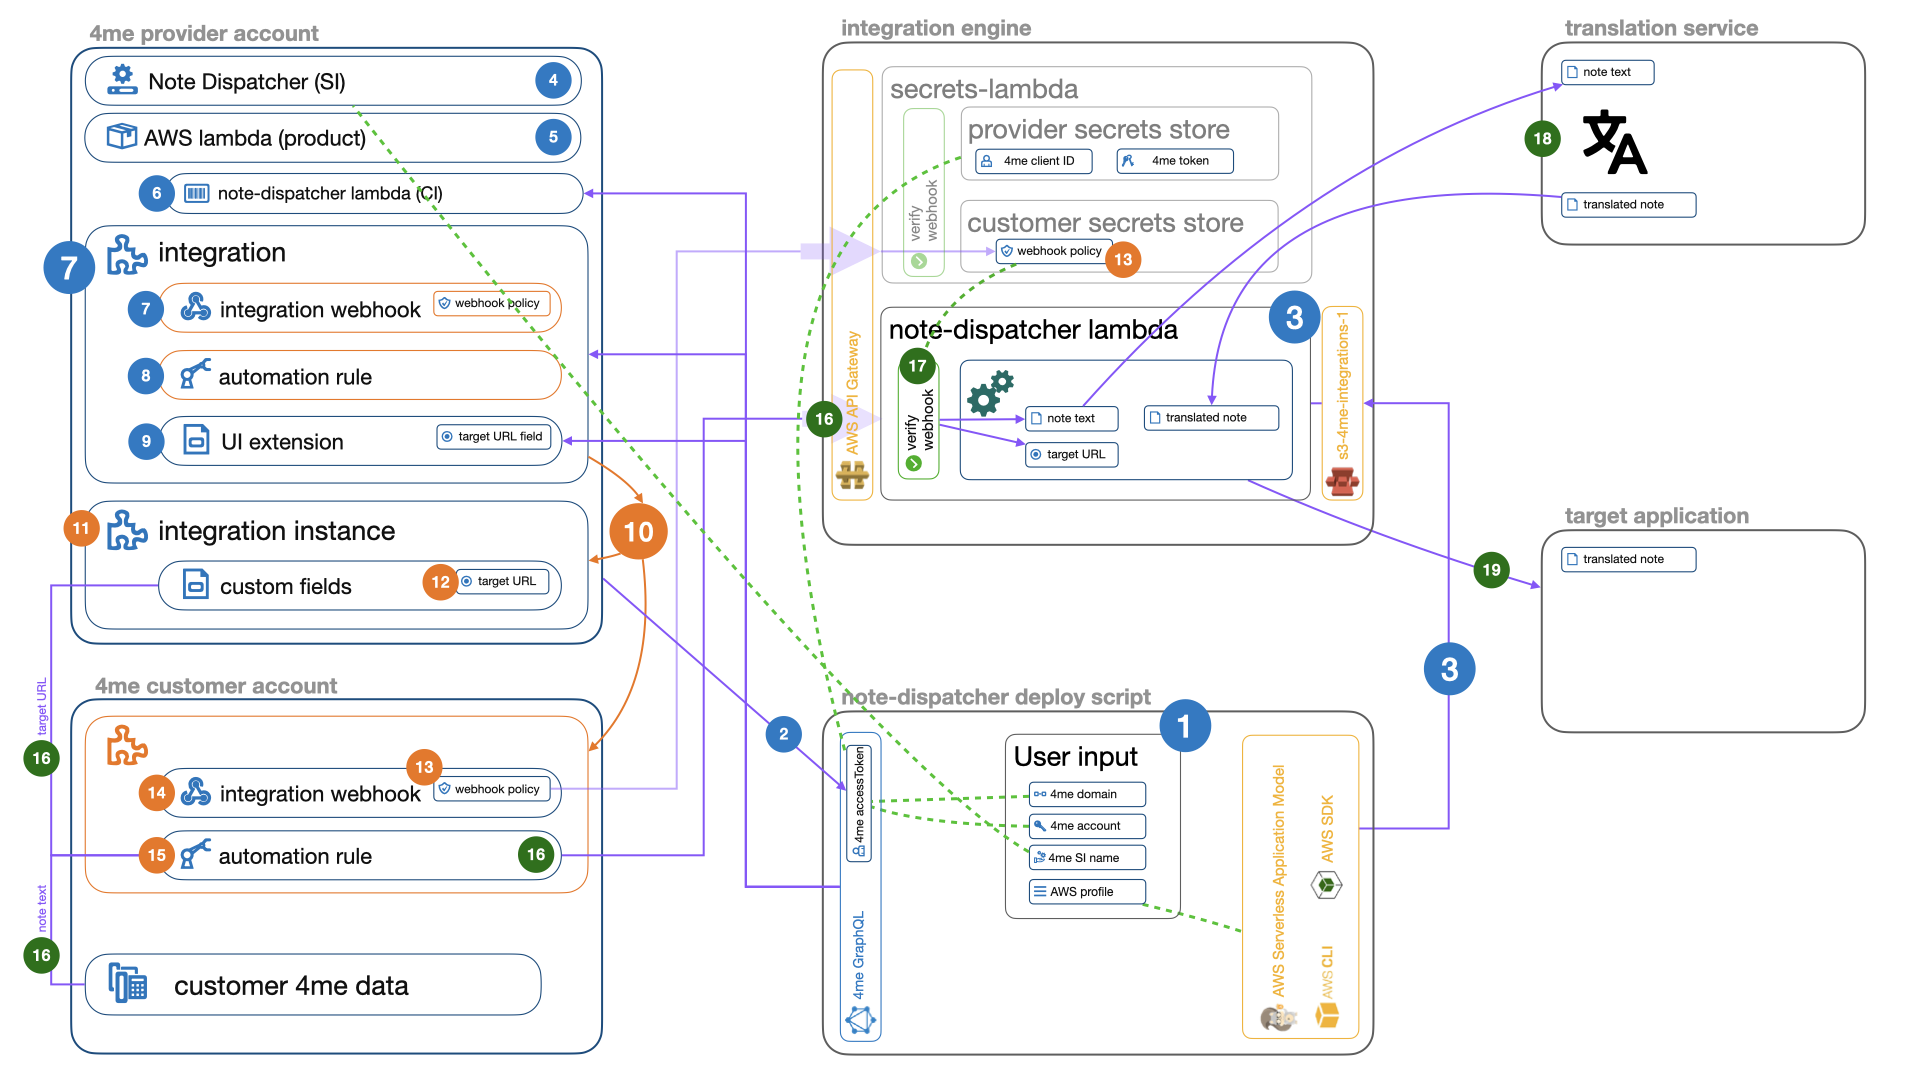 4me provider account
Note Dispatcher (SI)
4
AWS lambda (product)
5
6
note-dispatcher lambda (CI)
7
integration
7
integration webhook
webhook policy
8
automation rule
9
UI extension
target URL field
10
11
integration instance
custom fields
12
target URL
target URL
16
note text
16
4me customer account
13
14
integration webhook
webhook policy
15
automation rule
16
customer 4me data
integration engine
AWS API Gateway
16
secrets-lambda
verify
webhook
provider secrets store
4me client ID
4me token
customer secrets store
webhook policy
13
note-dispatcher lambda
3
17
verify
webhook
note text
target URL
translated note
s3-4me-integrations-1
translation service
note text
18
文A
translated note
target application
translated note
19
3
2
note-dispatcher deploy script
1
4me accessToken
4me GraphQL
User input
4me domain
4me account
4me SI name
AWS profile
AWS Serverless Application Model
AWS SDK
AWS CLI